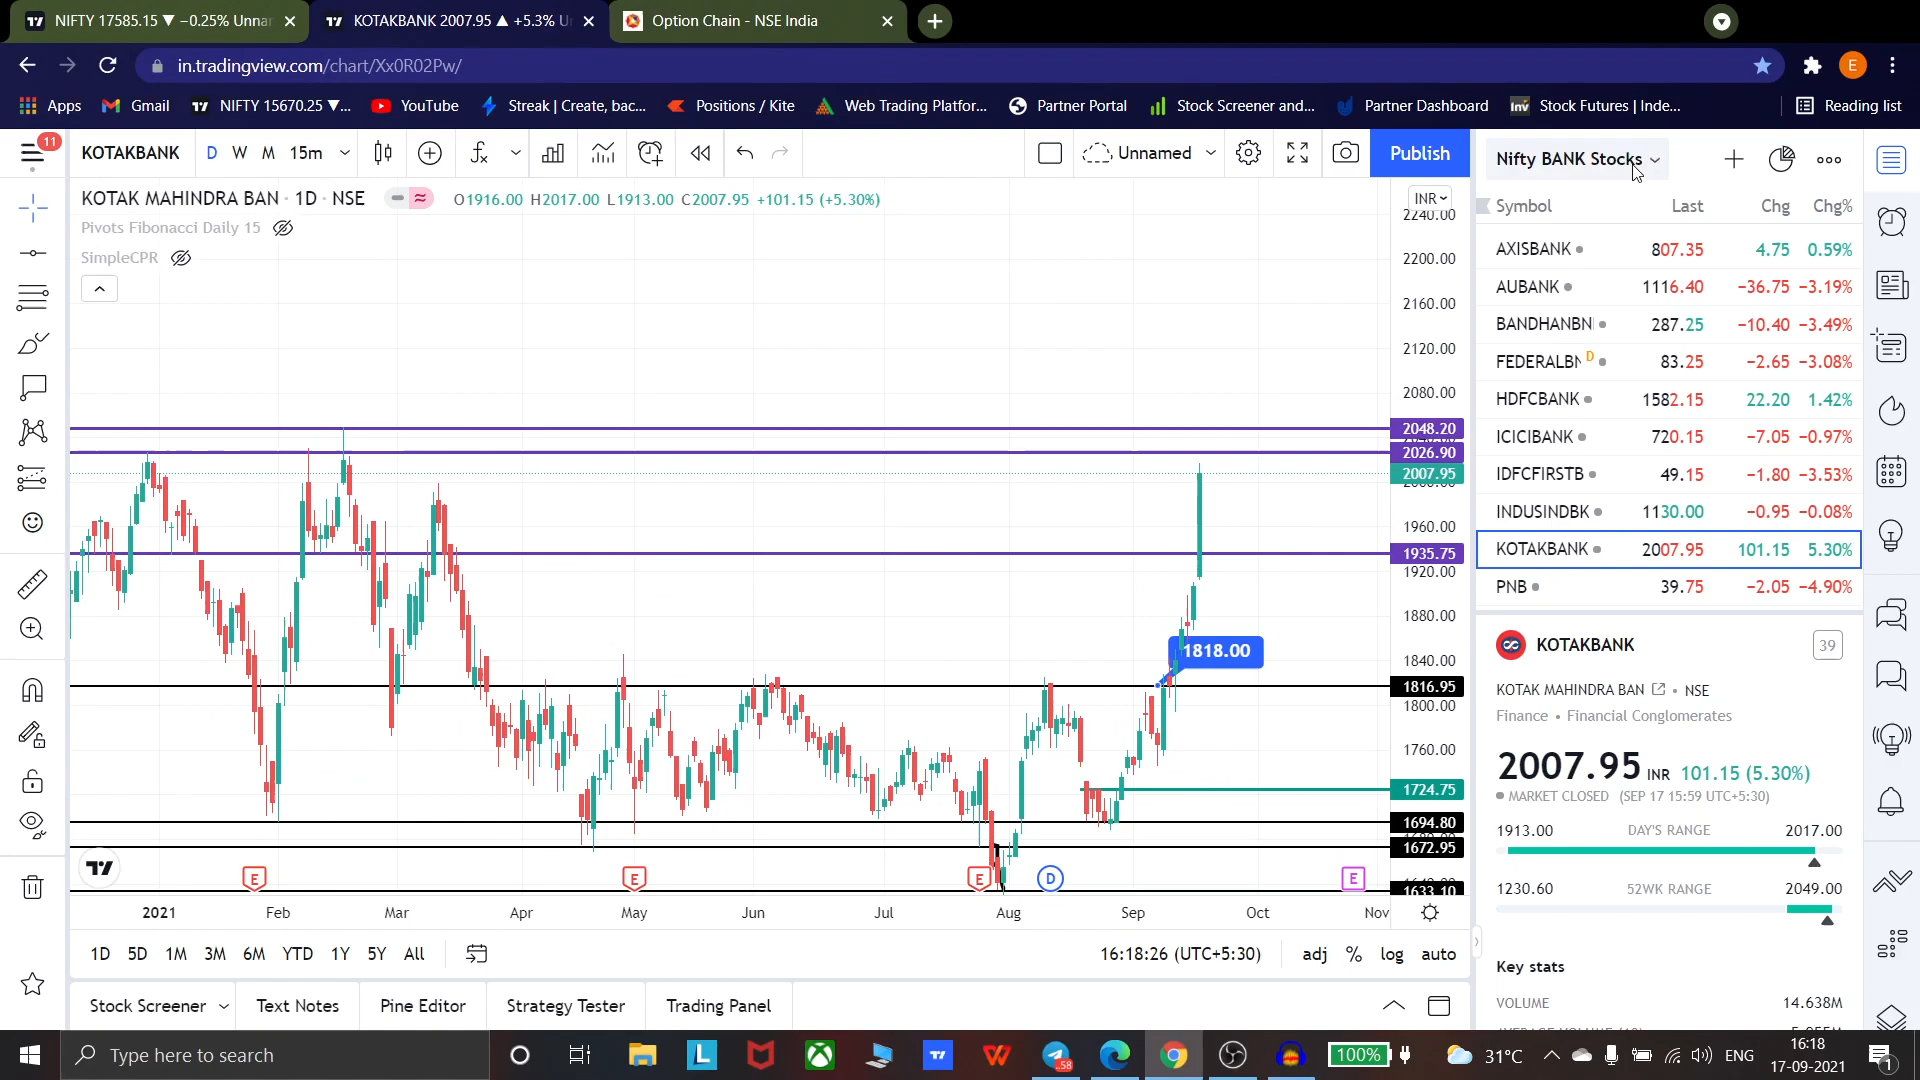 NIFTY 17585.15 ▼ −0.25% Unna
KOTAKBANK 2007.95 ▲ +5.3% U
Option Chain - NSE India
in.tradingview.com/chart/Xx0R02Pw/
E
Apps
Gmail
NIFTY 15670.25 ▼...
YouTube
Streak | Create, bac...
Positions / Kite
Web Trading Platfor...
Partner Portal
Stock Screener and...
Partner Dashboard
Inv
Stock Futures | Inde...
Reading list
11
KOTAKBANK
D
W
M
15m
Unnamed
Publish
KOTAK MAHINDRA BAN · 1D · NSE
O1916.00 H2017.00 L1913.00 C2007.95 +101.15 (+5.30%)
Pivots Fibonacci Daily 15
SimpleCPR
INR
2240.00
2200.00
2160.00
2120.00
2080.00
2048.20
2026.90
2007.95
1960.00
1935.75
1920.00
1880.00
1840.00
1818.00
1816.95
1800.00
1760.00
1724.75
1694.80
1672.95
1633.10
E
E
E
D
E
2021
Feb
Mar
Apr
May
Jun
Jul
Aug
Sep
Oct
Nov
1D
5D
1M
3M
6M
YTD
1Y
5Y
All
16:18:26 (UTC+5:30)
adj
%
log
auto
Stock Screener
Text Notes
Pine Editor
Strategy Tester
Trading Panel
Nifty BANK Stocks
Symbol Last Chg Chg%
AXISBANK 807.35 4.75 0.59%
AUBANK 1116.40 −36.75 −3.19%
BANDHANBN 287.25 −10.40 −3.49%
FEDERALBN D 83.25 −2.65 −3.08%
HDFCBANK 1582.15 22.20 1.42%
ICICIBANK 720.15 −7.05 −0.97%
IDFCFIRSTB 49.15 −1.80 −3.53%
INDUSINDBK 1130.00 −0.95 −0.08%
KOTAKBANK 2007.95 101.15 5.30%
PNB 39.75 −2.05 −4.90%
KOTAKBANK
39
KOTAK MAHINDRA BAN • NSE
Finance • Financial Conglomerates
2007.95 INR 101.15 (5.30%)
MARKET CLOSED (SEP 17 15:59 UTC+5:30)
1913.00 DAY'S RANGE 2017.00
1230.60 52WK RANGE 2049.00
Key stats
VOLUME 14.638M
Type here to search
L
58
100%
31°C
ENG
16:18
17-09-2021
1